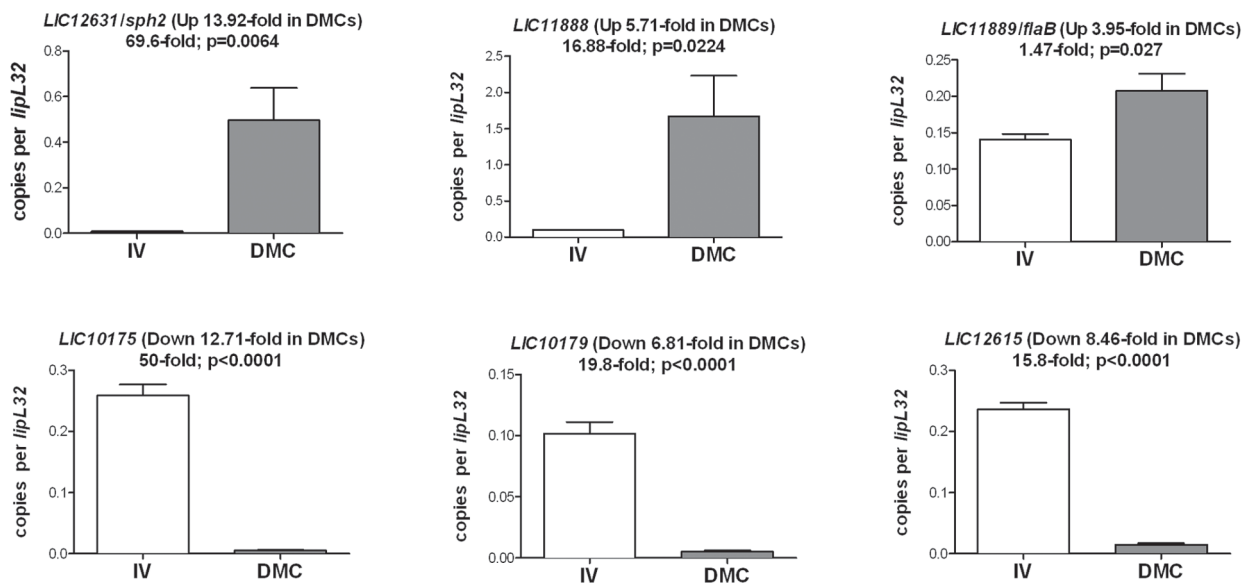 LIC12631/sph2 (Up 13.92-fold in DMCs)
69.6-fold; p=0.0064
copies per lipL32
0.8
0.6
0.4
0.2
0.0
IV
DMC
LIC11888 (Up 5.71-fold in DMCs)
16.88-fold; p=0.0224
copies per lipL32
2.5
2.0
1.5
1.0
0.5
0.0
IV
DMC
LIC11889/flaB (Up 3.95-fold in DMCs)
1.47-fold; p=0.027
copies per lipL32
0.25
0.20
0.15
0.10
0.05
0.00
IV
DMC
LIC10175 (Down 12.71-fold in DMCs)
50-fold; p<0.0001
copies per lipL32
0.3
0.2
0.1
0.0
IV
DMC
LIC10179 (Down 6.81-fold in DMCs)
19.8-fold; p<0.0001
copies per lipL32
0.15
0.10
0.05
0.00
IV
DMC
LIC12615 (Down 8.46-fold in DMCs)
15.8-fold; p<0.0001
copies per lipL32
0.3
0.2
0.1
0.0
IV
DMC